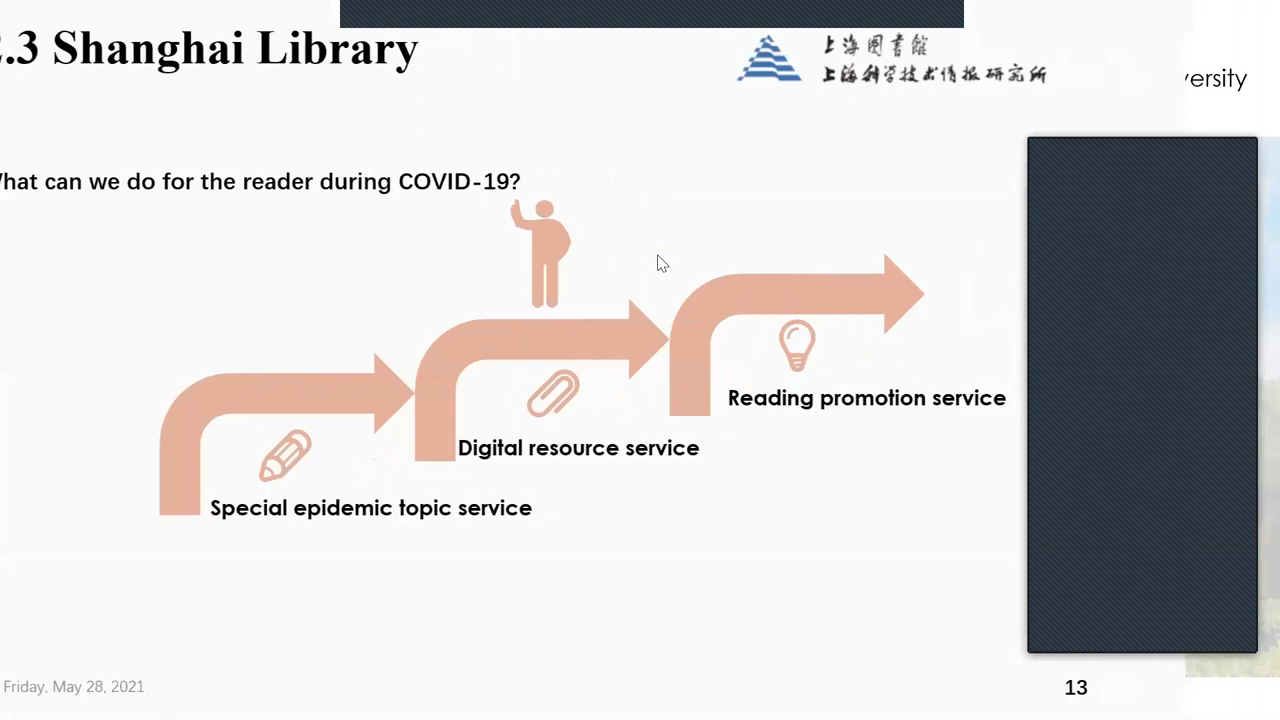 .3 Shanghai Library
上海图书馆
上海科学技术情报研究所
versity
What can we do for the reader during COVID-19?
Reading promotion service
Digital resource service
Special epidemic topic service
Friday, May 28, 2021
13